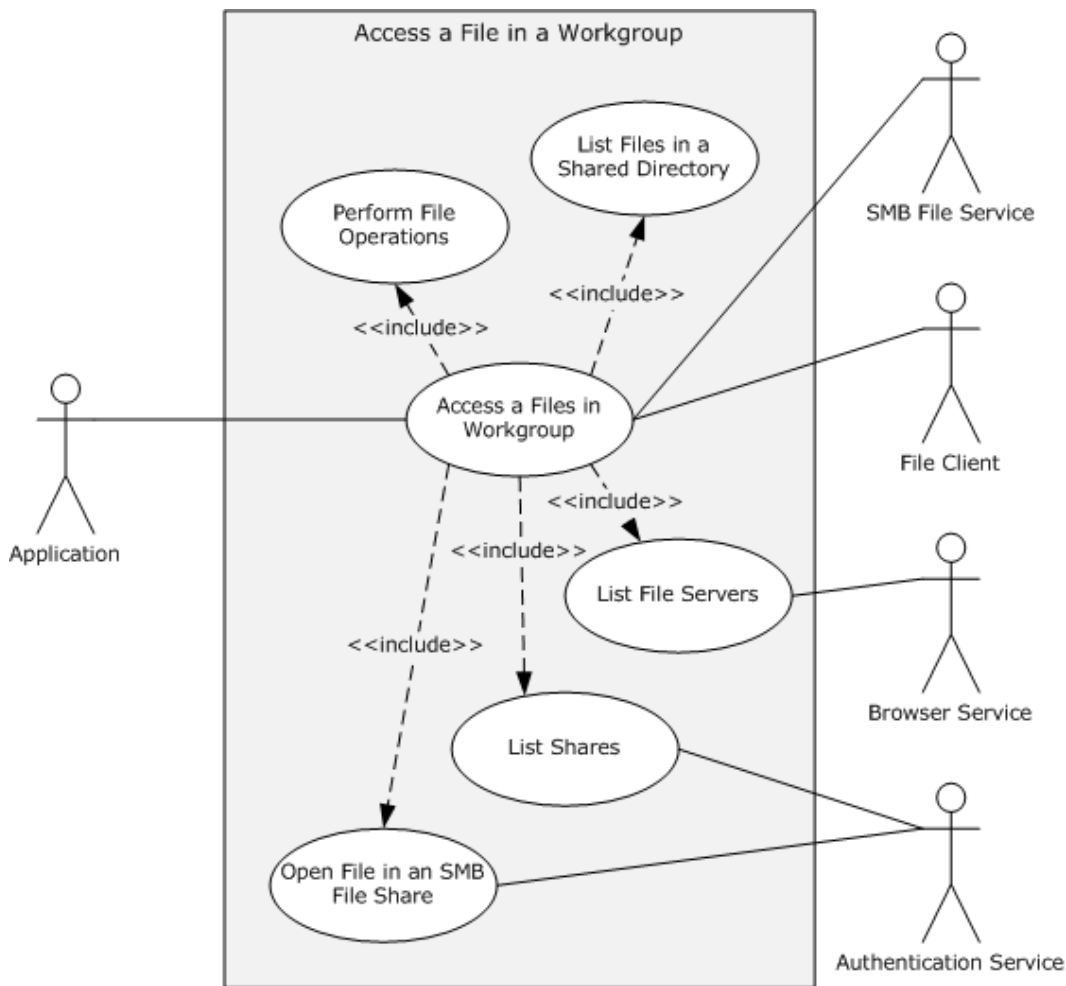 Access a File in a Workgroup
List Files in a
Shared Directory
Perform File
Operations
SMB File Service
<<include>>
<<include>>
Access a Files in
Workgroup
File Client
<<include>>
Application
<<include>>
List File Servers
<<include>>
Browser Service
List Shares
Open File in an SMB
File Share
Authentication Service